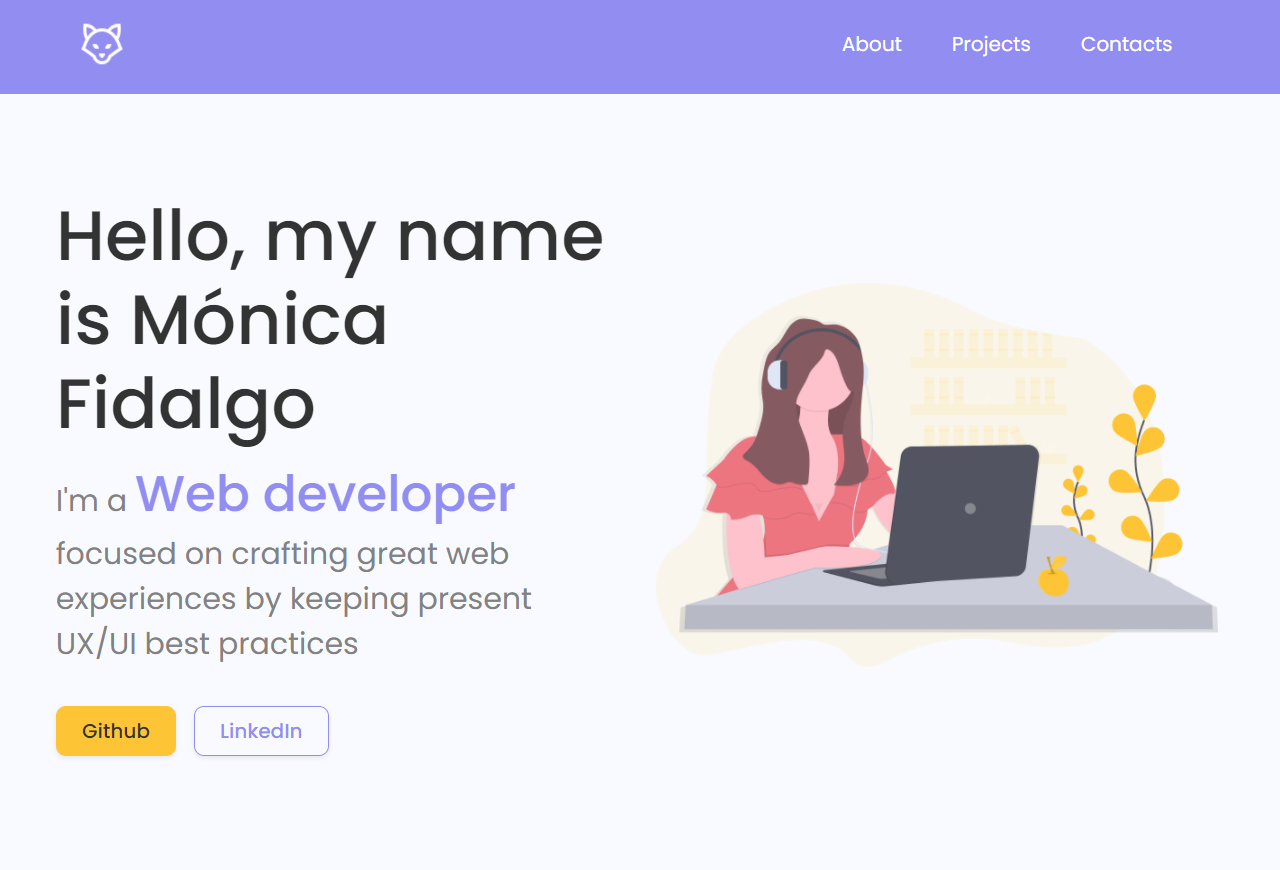 About Projects Contacts
Hello, my name
is Mónica
Fidalgo
I'm a Web developer
focused on crafting great web
experiences by keeping present
UX/UI best practices
Github LinkedIn